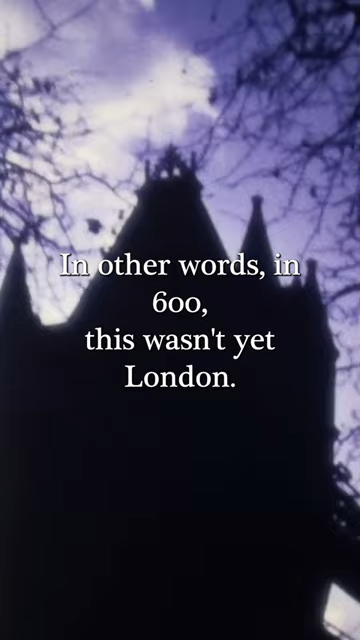 In other words, in
600,
this wasn't yet
London.